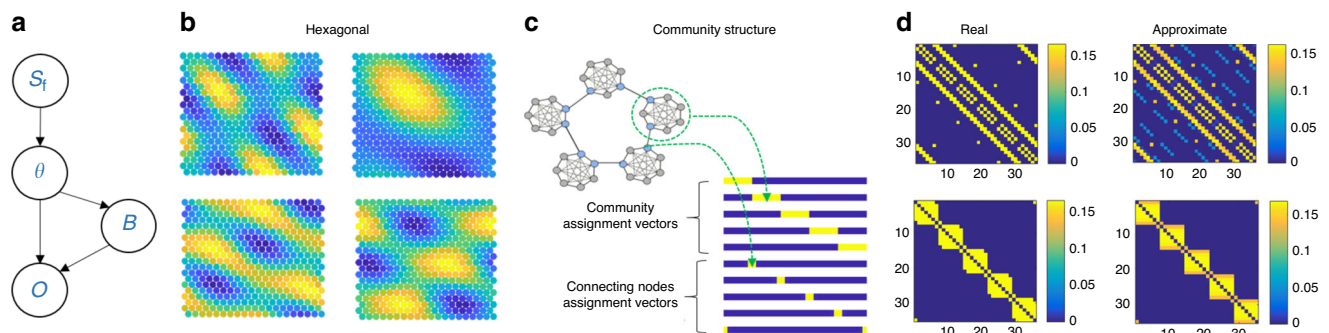 a
S_f
θ
B
O
b
Hexagonal
c
Community structure
Community
assignment vectors
Connecting nodes
assignment vectors
d
Real
Approximate
10
20
30
0.15
0.1
0.05
0
10
20
30
0.15
0.1
0.05
0
10
20
30
10 20 30
0.15
0.1
0.05
0
10
20
30
10 20 30
0.15
0.1
0.05
0